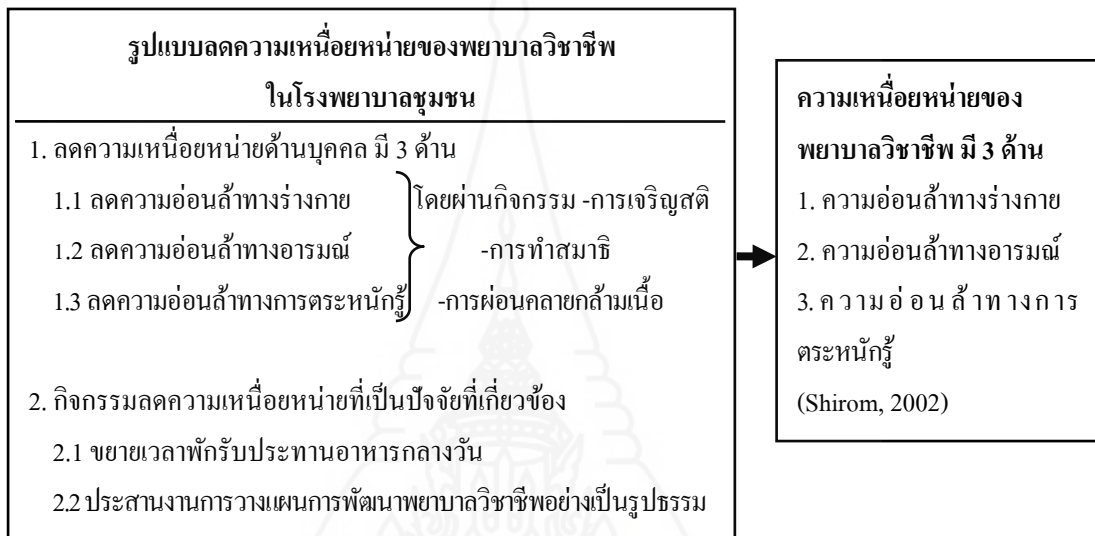 รูปแบบลดความเหนื่อยหน่ายของพยาบาลวิชาชีพ
ในโรงพยาบาลชุมชน
1. ลดความเหนื่อยหน่ายด้านบุคคล มี 3 ด้าน
1.1 ลดความอ่อนล้าทางร่างกาย โดยผ่านกิจกรรม -การเจริญสติ
1.2 ลดความอ่อนล้าทางอารมณ์ -การทำสมาธิ
1.3 ลดความอ่อนล้าทางการตระหนักรู้ -การผ่อนคลายกล้ามเนื้อ
2. กิจกรรมลดความเหนื่อยหน่ายที่เป็นปัจจัยที่เกี่ยวข้อง
2.1 ขยายเวลาพักรับประทานอาหารกลางวัน
2.2 ประสานงานการวางแผนการพัฒนาพยาบาลวิชาชีพอย่างเป็นรูปธรรม
ความเหนื่อยหน่ายของ
พยาบาลวิชาชีพ มี 3 ด้าน
1. ความอ่อนล้าทางร่างกาย
2. ความอ่อนล้าทางอารมณ์
3. ความอ่อนล้าทางการ
ตระหนักรู้
(Shirom, 2002)